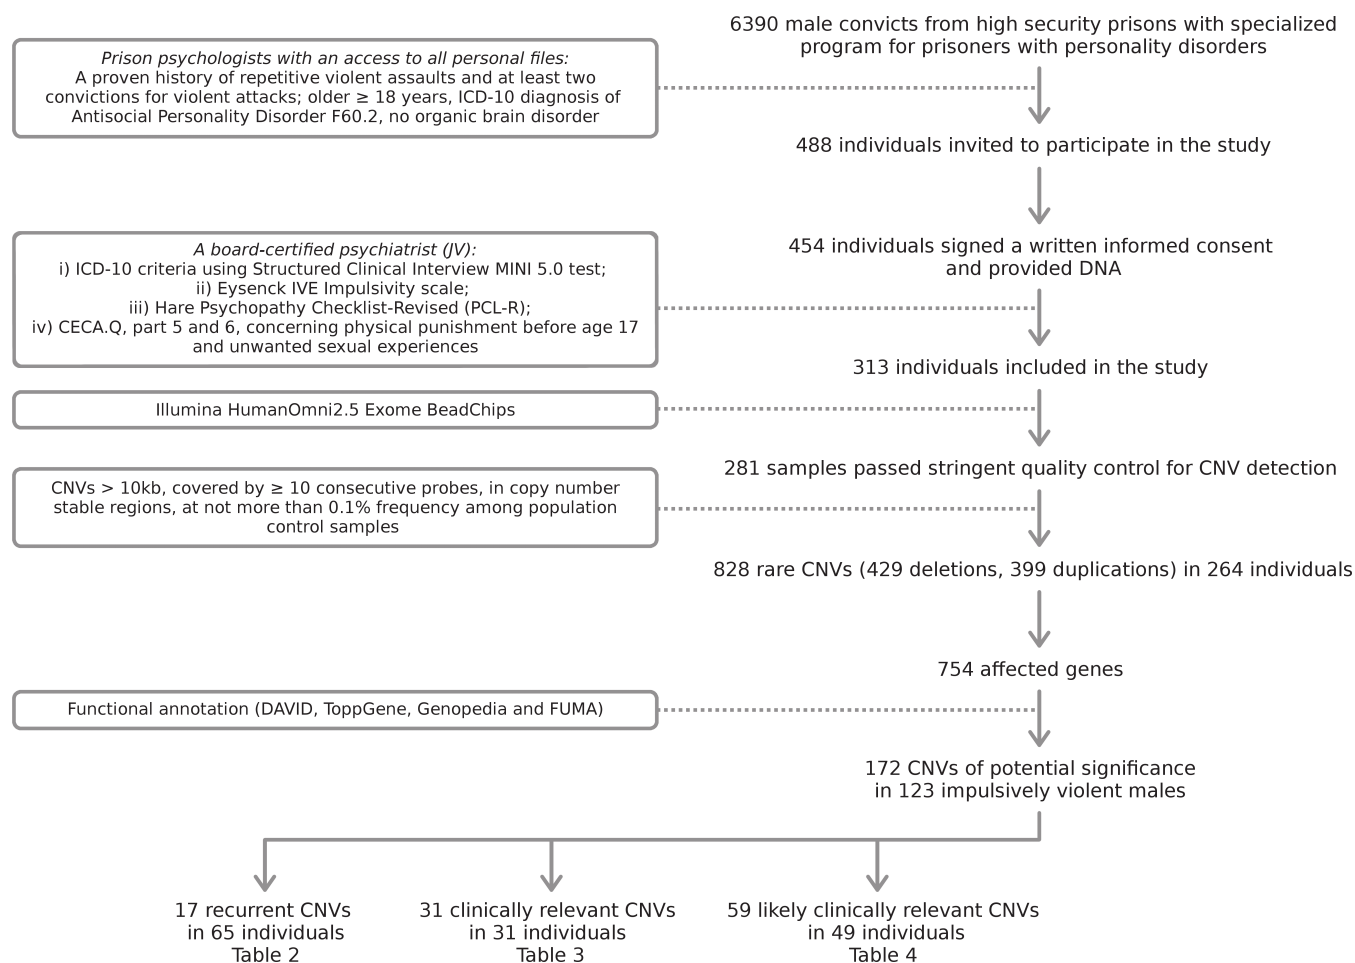 6390 male convicts from high security prisons with specialized
program for prisoners with personality disorders
Prison psychologists with an access to all personal files:
A proven history of repetitive violent assaults and at least two
convictions for violent attacks; older ≥ 18 years, ICD-10 diagnosis of
Antisocial Personality Disorder F60.2, no organic brain disorder
488 individuals invited to participate in the study
454 individuals signed a written informed consent
and provided DNA
A board-certified psychiatrist (JV):
i) ICD-10 criteria using Structured Clinical Interview MINI 5.0 test;
ii) Eysenck IVE Impulsivity scale;
iii) Hare Psychopathy Checklist-Revised (PCL-R);
iv) CECA.Q, part 5 and 6, concerning physical punishment before age 17
and unwanted sexual experiences
313 individuals included in the study
Illumina HumanOmni2.5 Exome BeadChips
281 samples passed stringent quality control for CNV detection
CNVs > 10kb, covered by ≥ 10 consecutive probes, in copy number
stable regions, at not more than 0.1% frequency among population
control samples
828 rare CNVs (429 deletions, 399 duplications) in 264 individuals
754 affected genes
Functional annotation (DAVID, ToppGene, Genopedia and FUMA)
172 CNVs of potential significance
in 123 impulsively violent males
17 recurrent CNVs
in 65 individuals
Table 2
31 clinically relevant CNVs
in 31 individuals
Table 3
59 likely clinically relevant CNVs
in 49 individuals
Table 4